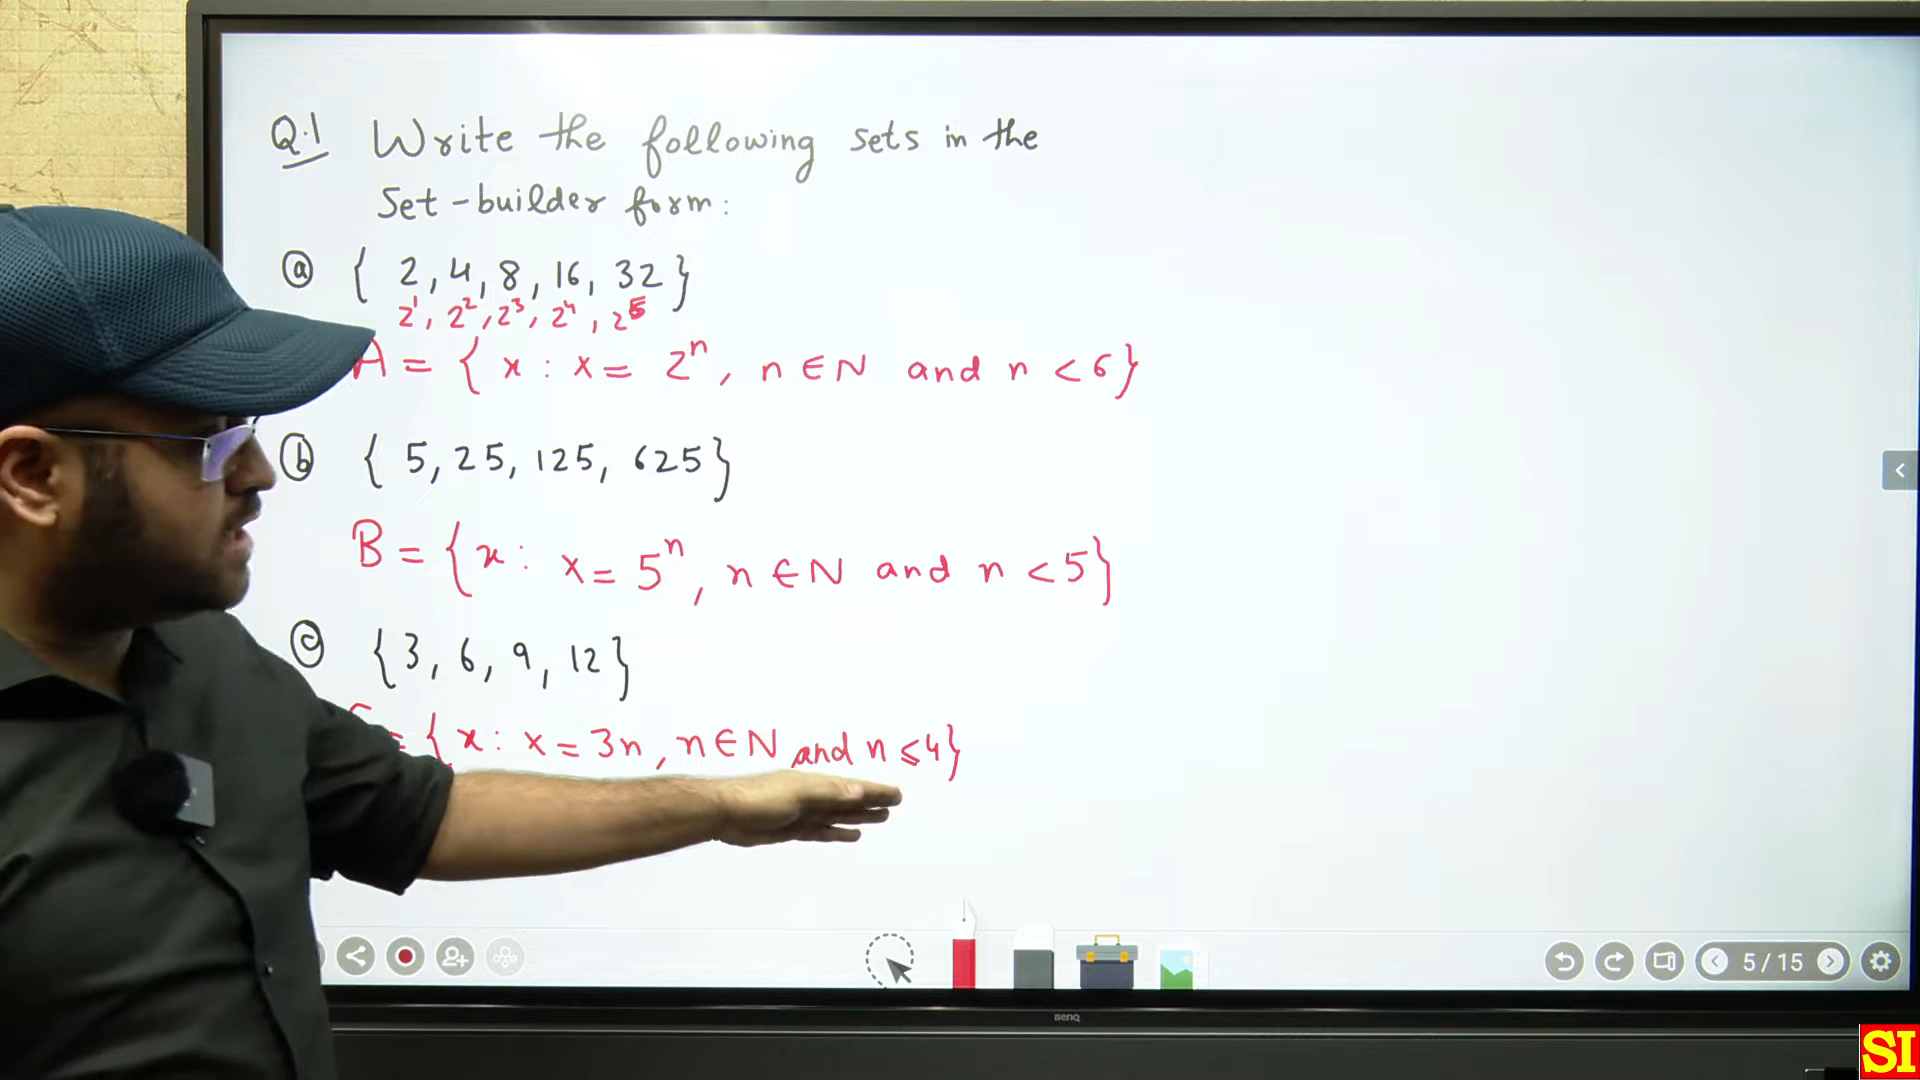 Q.1 Write the following sets in the
Set-builder form:
ⓐ { 2, 4, 8, 16, 32 }
2¹, 2², 2³, 2⁴, 2⁵
A = { x : x = 2ⁿ, n ∈ N and n < 6 }
ⓑ { 5, 25, 125, 625 }
B = { x : x = 5ⁿ, n ∈ N and n < 5 }
ⓒ { 3, 6, 9, 12 }
= { x : x = 3n, n ∈ N and n ⩽ 4 }
5 / 15
BenQ
SI